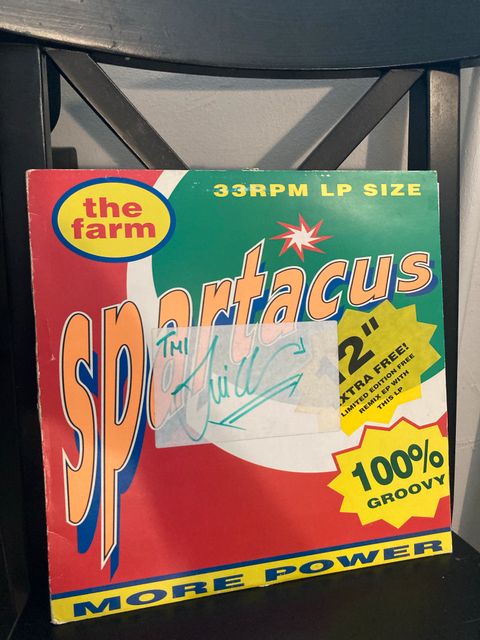 33RPM LP SIZE
the
farm
spartacus
12"
EXTRA FREE!
LIMITED EDITION FREE
REMIX EP WITH
THIS LP
100%
GROOVY
MORE POWER